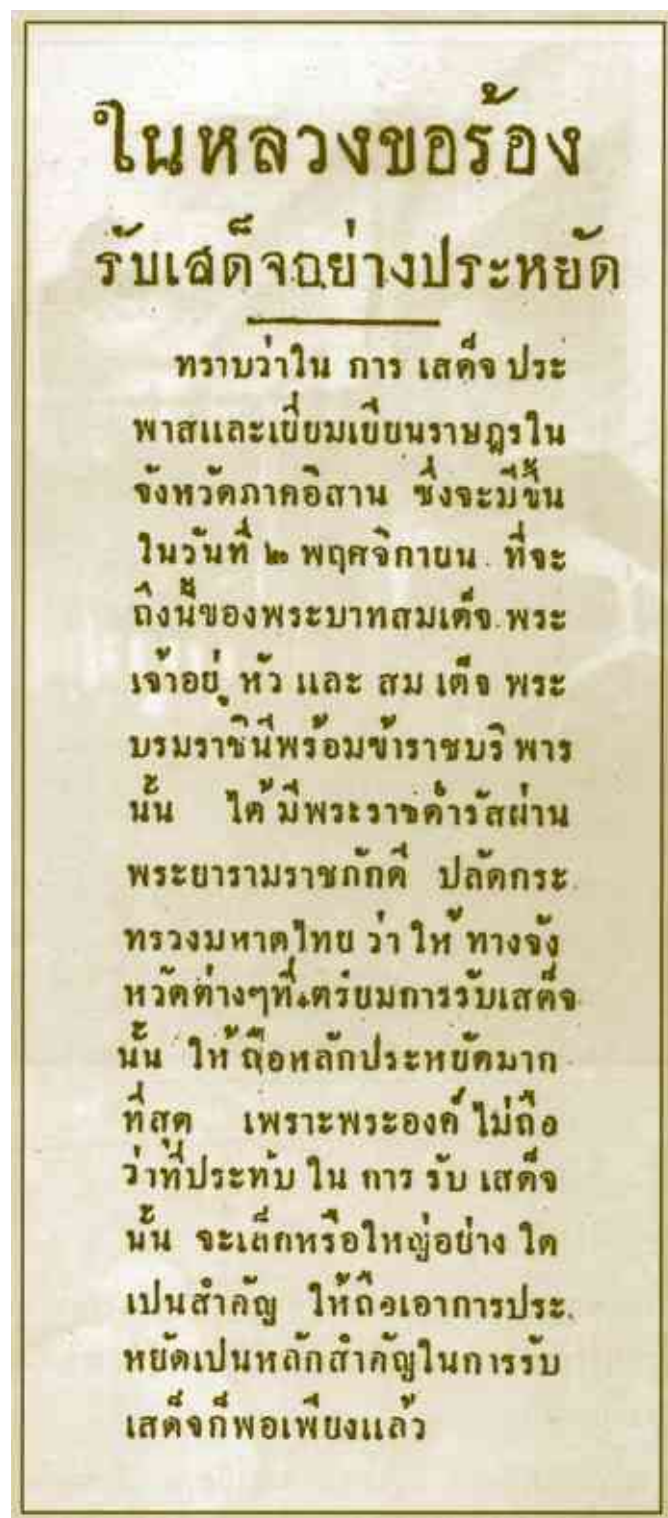 ในหลวงขอร้อง
รับเสด็จอย่างประหยัด
ทราบว่าใน การ เสด็จ ประ
พาสและเยี่ยมเยียนราษฎรใน
จังหวัดภาคอิสาน ซึ่งจะมีขึ้น
ในวันที่ ๒ พฤศจิกายน ที่จะ
ถึงนี้ของพระบาทสมเด็จ พระ
เจ้าอยู่ หัว และ สม เด็จ พระ
บรมราชินีพร้อมข้าราชบริ พาร
นั้น ได้ มีพระราชดำรัสผ่าน
พระยารามราชภักดี ปลัดกระ
ทรวงมหาดไทย ว่า ให้ ทางจัง
หวัดต่างๆที่เตรียมการรับเสด็จ
นั้น ให้ ถือหลักประหยัดมาก
ที่สุด เพราะพระองค์ ไม่ถือ
ว่าที่ประทับ ใน การ รับ เสด็จ
นั้น จะเล็กหรือใหญ่อย่าง ใด
เปนสำคัญ ให้ถือเอาการประ
หยัดเปนหลักสำคัญในการรับ
เสด็จก็พอเพียงแล้ว